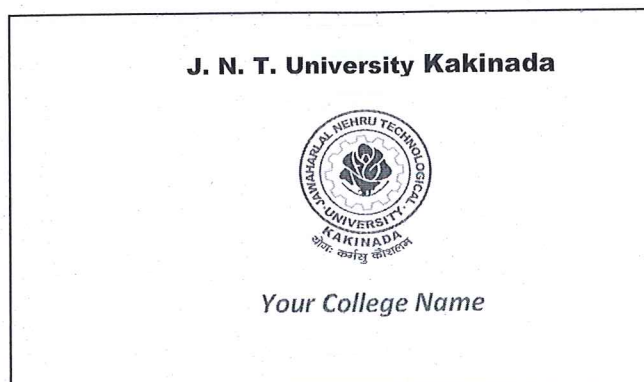 J. N. T. University Kakinada
JAWAHARLAL NEHRU TECHNOLOGICAL
UNIVERSITY
KAKINADA
योगः कर्मसु कौशलम्
Your College Name